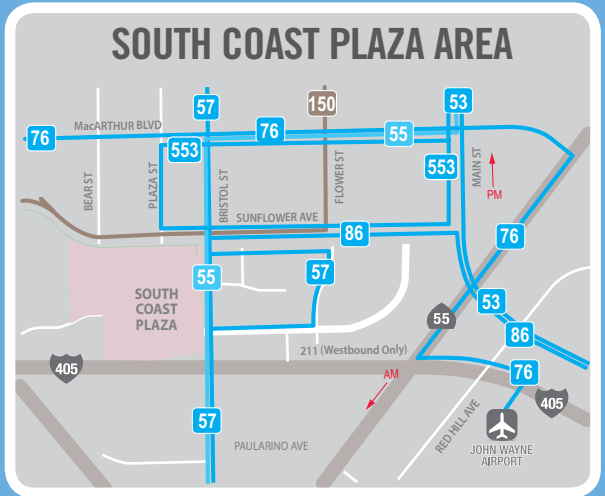 SOUTH COAST PLAZA AREA
57
150
53
MACARTHUR BLVD
76
76
55
553
553
BEAR ST
PLAZA ST
BRISTOL ST
FLOWER ST
MAIN ST
PM
SUNFLOWER AVE
86
76
55
57
SOUTH
COAST
PLAZA
53
55
86
211 (Westbound Only)
405
AM
76
405
57
RED HILL AVE
PAULARINO AVE
JOHN WAYNE
AIRPORT